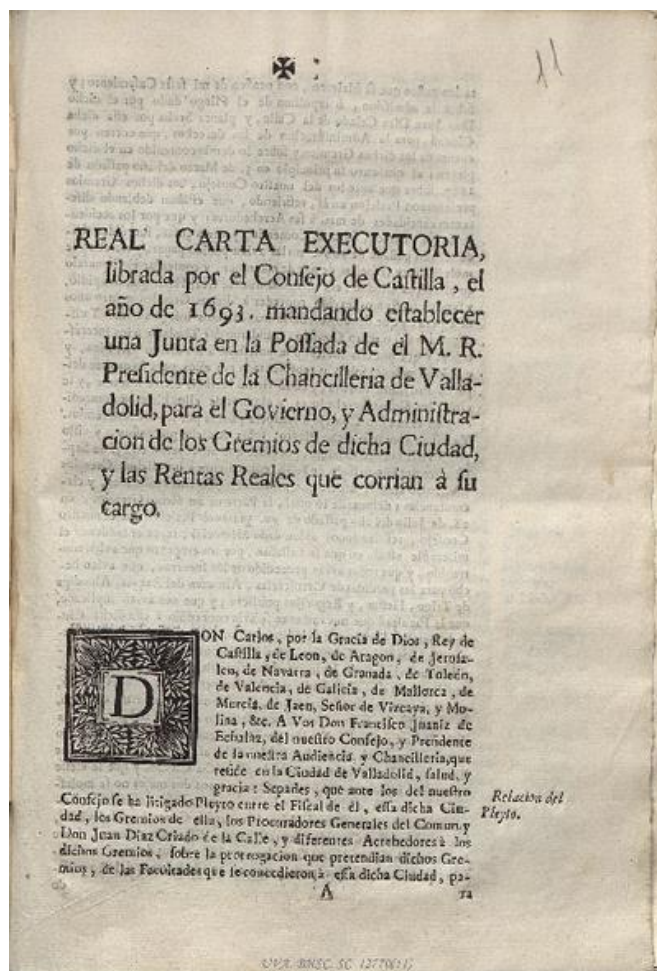 11
REAL CARTA EXECUTORIA,
librada por el Conſejo de Caſtilla, el
año de 1693. mandando eſtablecer
una Junta en la Poſſada de el M. R.
Preſidente de la Chancilleria de Valla-
dolid, para el Govierno, y Adminiſtra-
cion de los Gremios de dicha Ciudad,
y las Rentas Reales que corrian à ſu
cargo.
DON Carlos, por la Gracia de Dios, Rey de
Caſtilla, de Leon, de Aragon, de Jeruſa-
len, de Navarra, de Granada, de Toledo,
de Valencia, de Galicia, de Mallorca, de
Murcia, de Jaen, Señor de Vizcaya, y Mo-
lina, &c. A Vos Don Franciſco Juaniz de
Echalaz, del nueſtro Conſejo, y Preſidente
de la nueſtra Audiencia, y Chancilleria, que
reſide en la Ciudad de Valladolid, ſalud, y
gracia: Sepades, que ante los del nueſtro
Conſejo ſe ha litigado Pleyto entre el Fiſcal de él, eſſa dicha Ciu-
dad, los Gremios de ella, los Procuradores Generales del Comun, y
Don Juan Diaz Criado de la Calle, y diferentes Acrehedores à los
dichos Gremios, ſobre la prorrogacion que pretendian dichos Gre-
mios, de las Facultades que ſe concedieron à eſſa dicha Ciudad, pa-
A
ra
Relacion del
Pleyto.
UVA. BHSC. SC